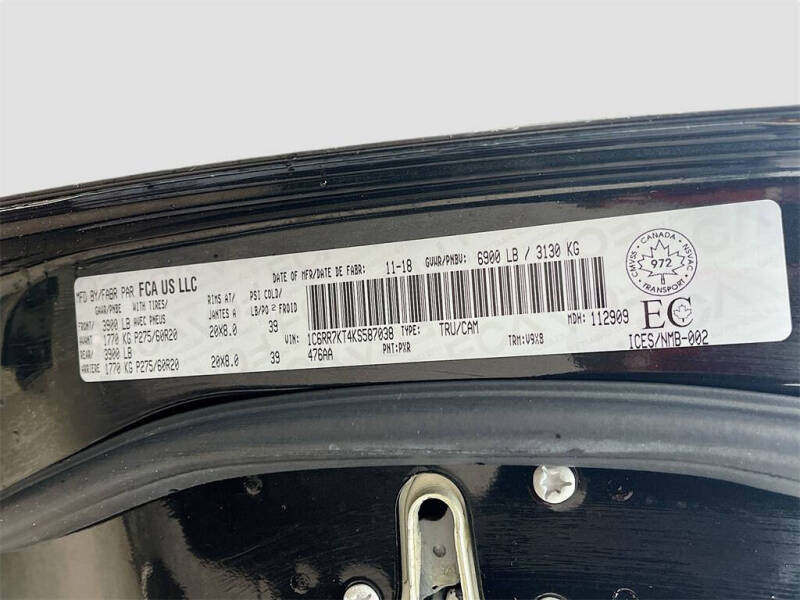 MFD BY/FABR PAR FCA US LLC DATE OF MFR/DATE DE FABR: 11-18 GVWR/PNBV: 6900 LB / 3130 KG
GAWR/PNBE WITH TIRES/ RIMS AT/ PSI COLD/
FRONT/ 3900 LB AVEC PNEUS JANTES A LB/PO² FROID
AVANT 1770 KG P275/60R20 20X8.0 39
REAR/ 3900 LB
ARRIERE 1770 KG P275/60R20 20X8.0 39
VIN: 1C6RR7KT4KS587038 TYPE: TRU/CAM MDH: 112909
476AA PNT: PXR TRM: V9X8
CANADA
CMVSS 972 NSVAC
TRANSPORT
EC
ICES/NMB-002